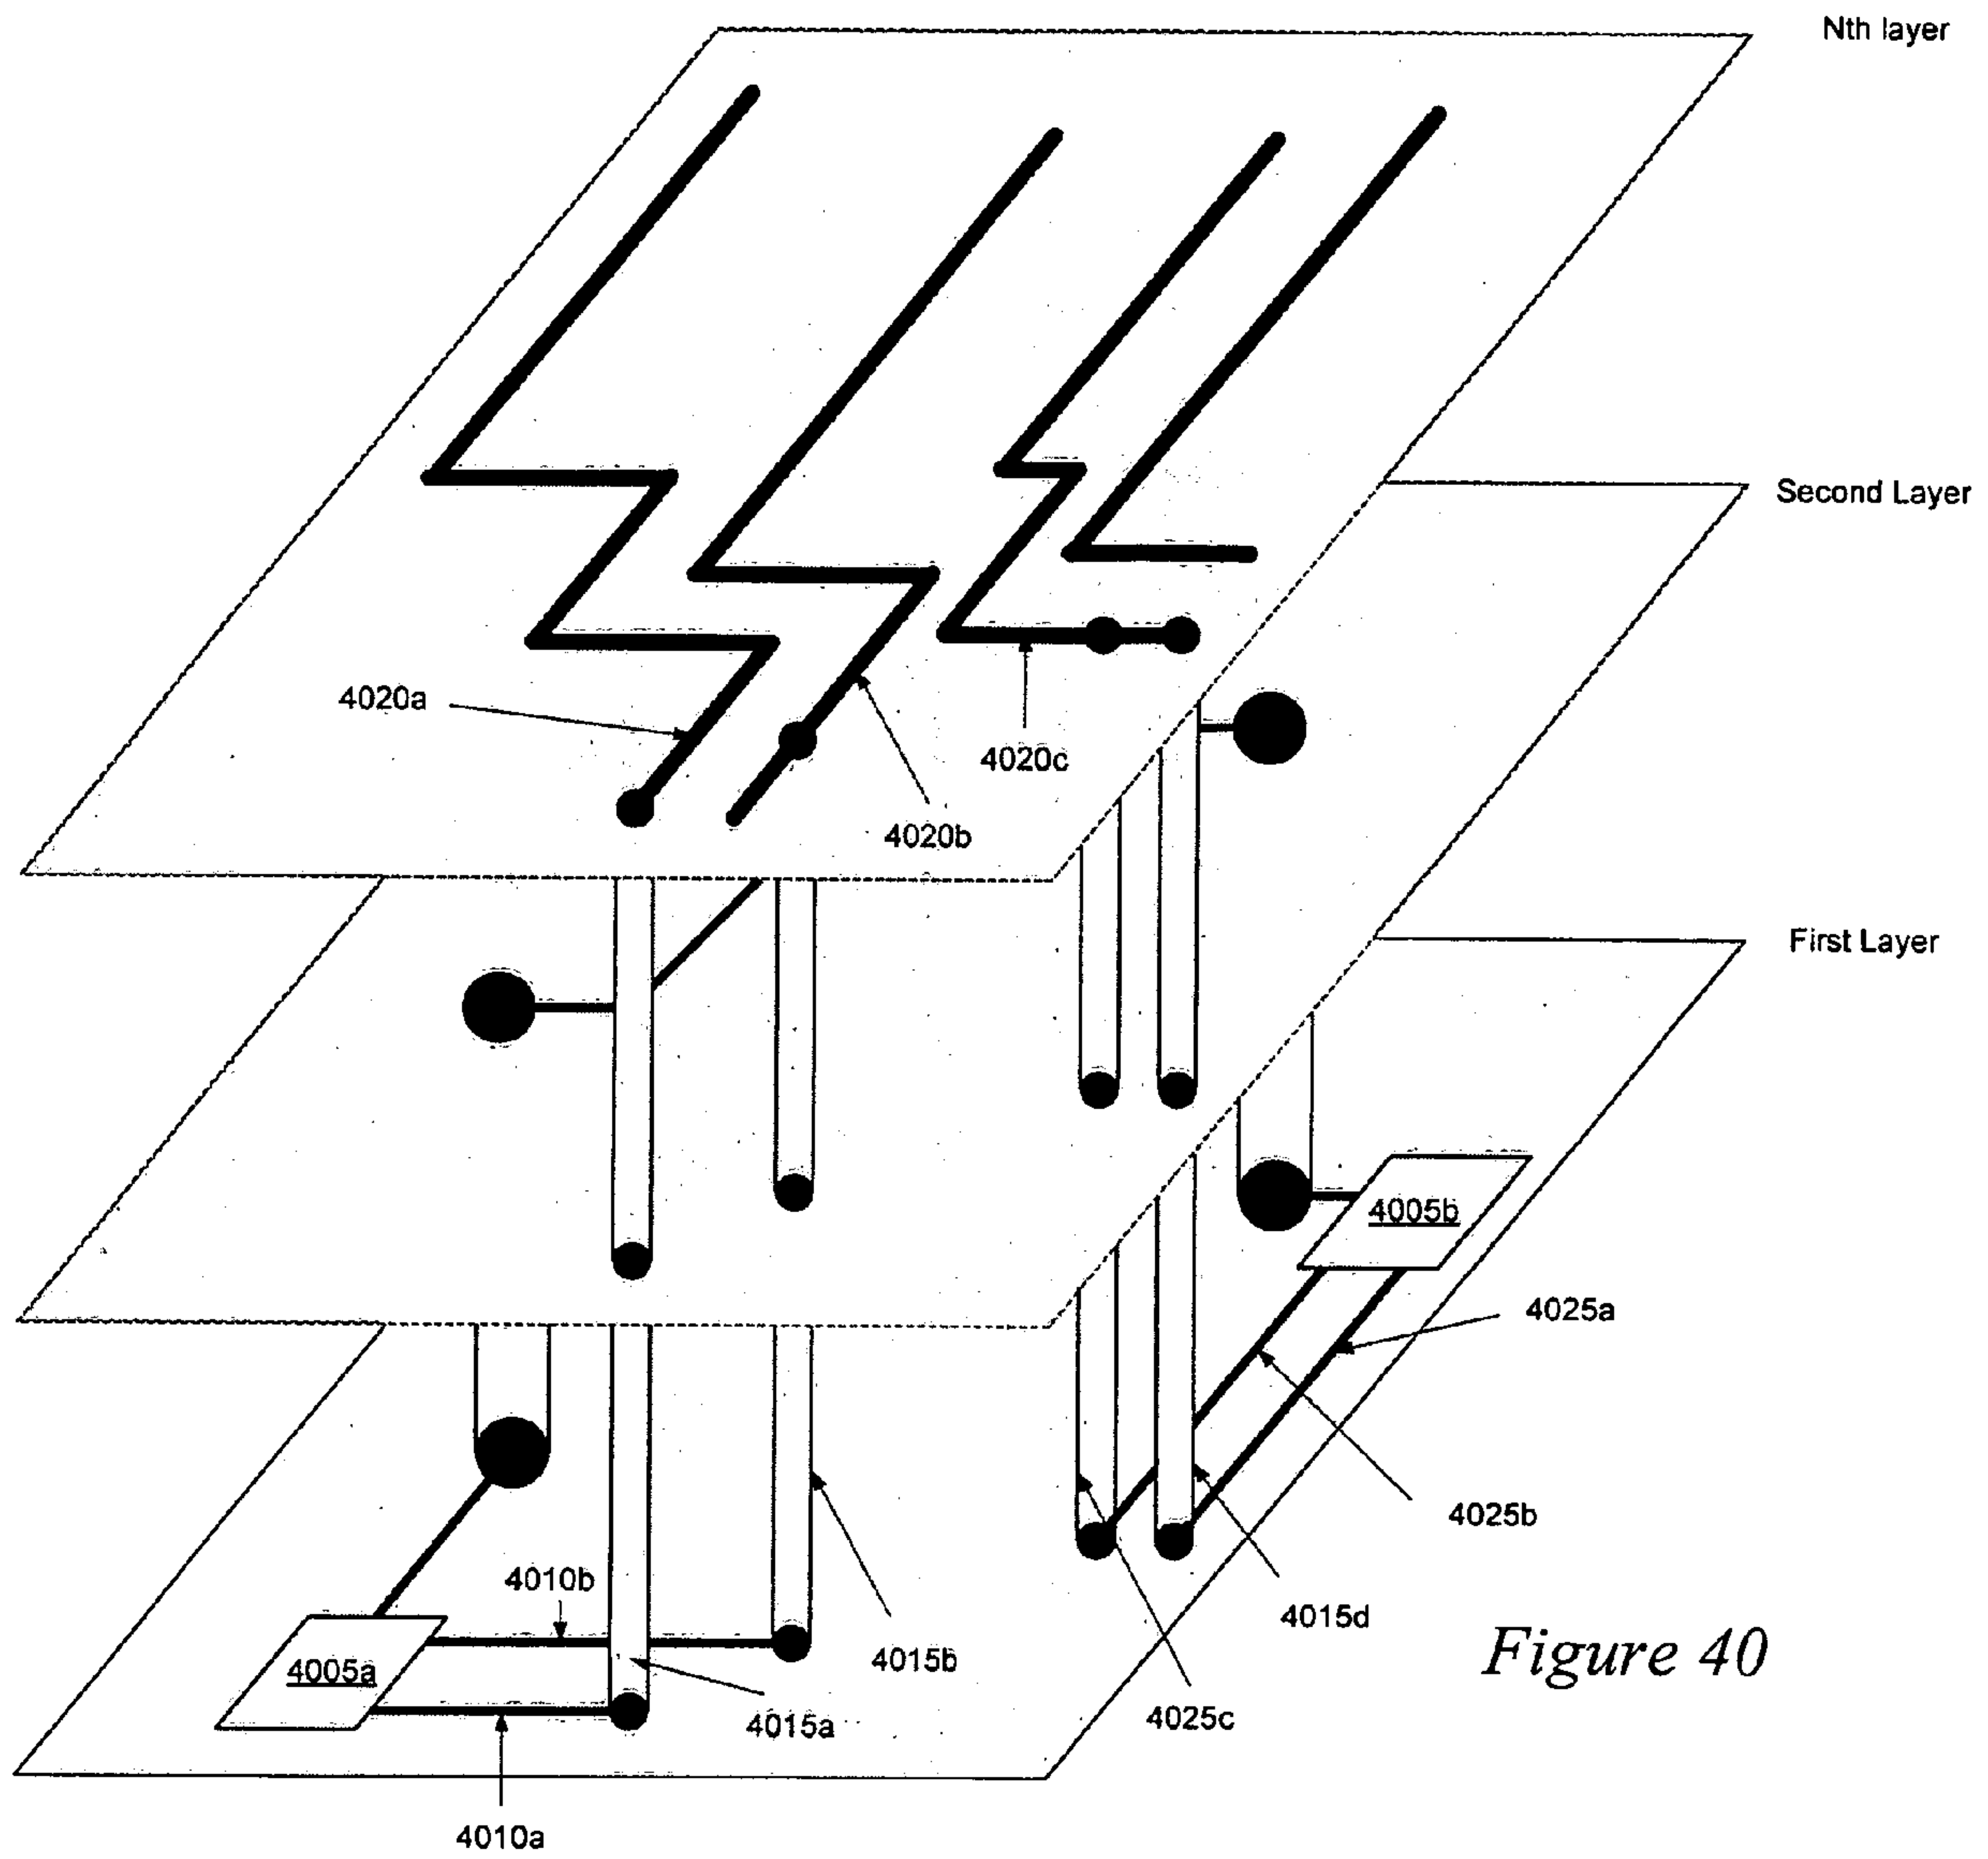 Nth layer
Second Layer
4020a
4020c
4020b
First Layer
4005b
4025a
4025b
4010b
4015d
4015b
Figure 40
4005a
4025c
4015a
4010a